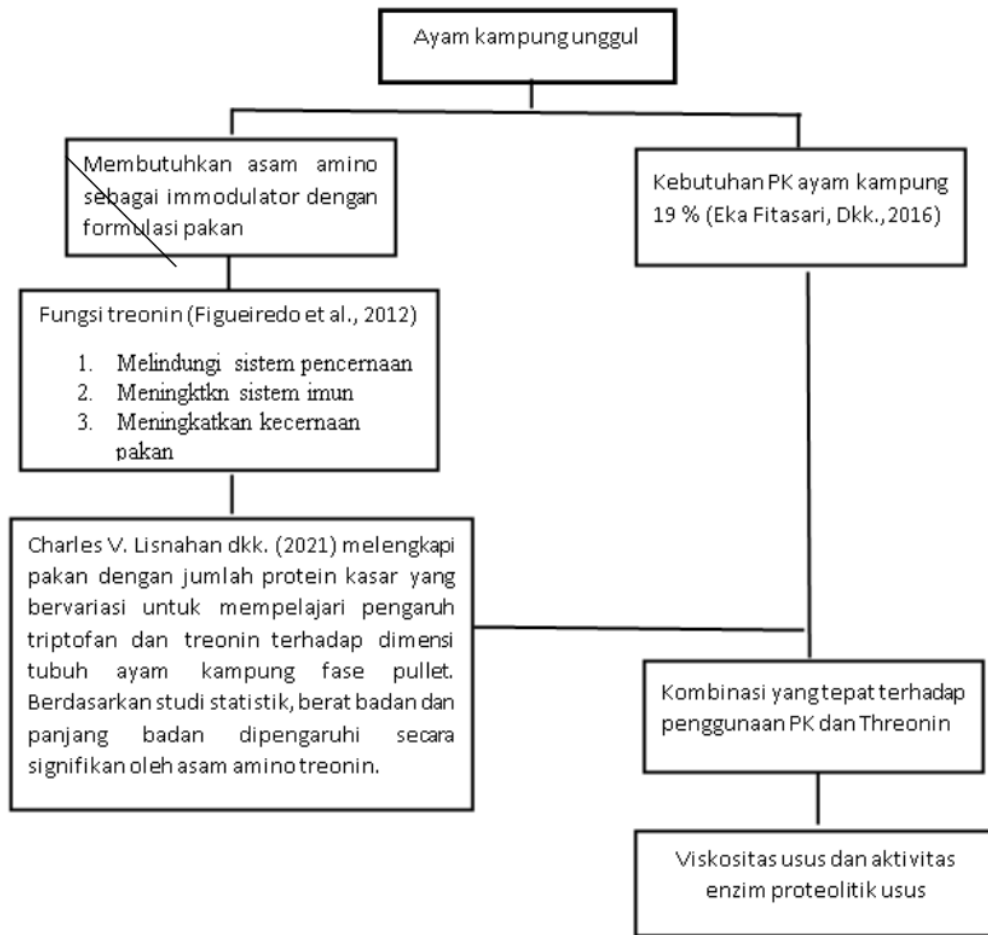 Ayam kampung unggul
Membutuhkan asam amino
sebagai immodulator dengan
formulasi pakan
Kebutuhan PK ayam kampung
19 % (Eka Fitasari, Dkk., 2016)
Fungsi treonin (Figueiredo et al., 2012)
1. Melindungi sistem pencernaan
2. Meningktkn sistem imun
3. Meningkatkan kecernaan
pakan
Charles V. Lisnahan dkk. (2021) melengkapi
pakan dengan jumlah protein kasar yang
bervariasi untuk mempelajari pengaruh
triptofan dan treonin terhadap dimensi
tubuh ayam kampung fase pullet.
Berdasarkan studi statistik, berat badan dan
panjang badan dipengaruhi secara
signifikan oleh asam amino treonin.
Kombinasi yang tepat terhadap
penggunaan PK dan Threonin
Viskositas usus dan aktivitas
enzim proteolitik usus